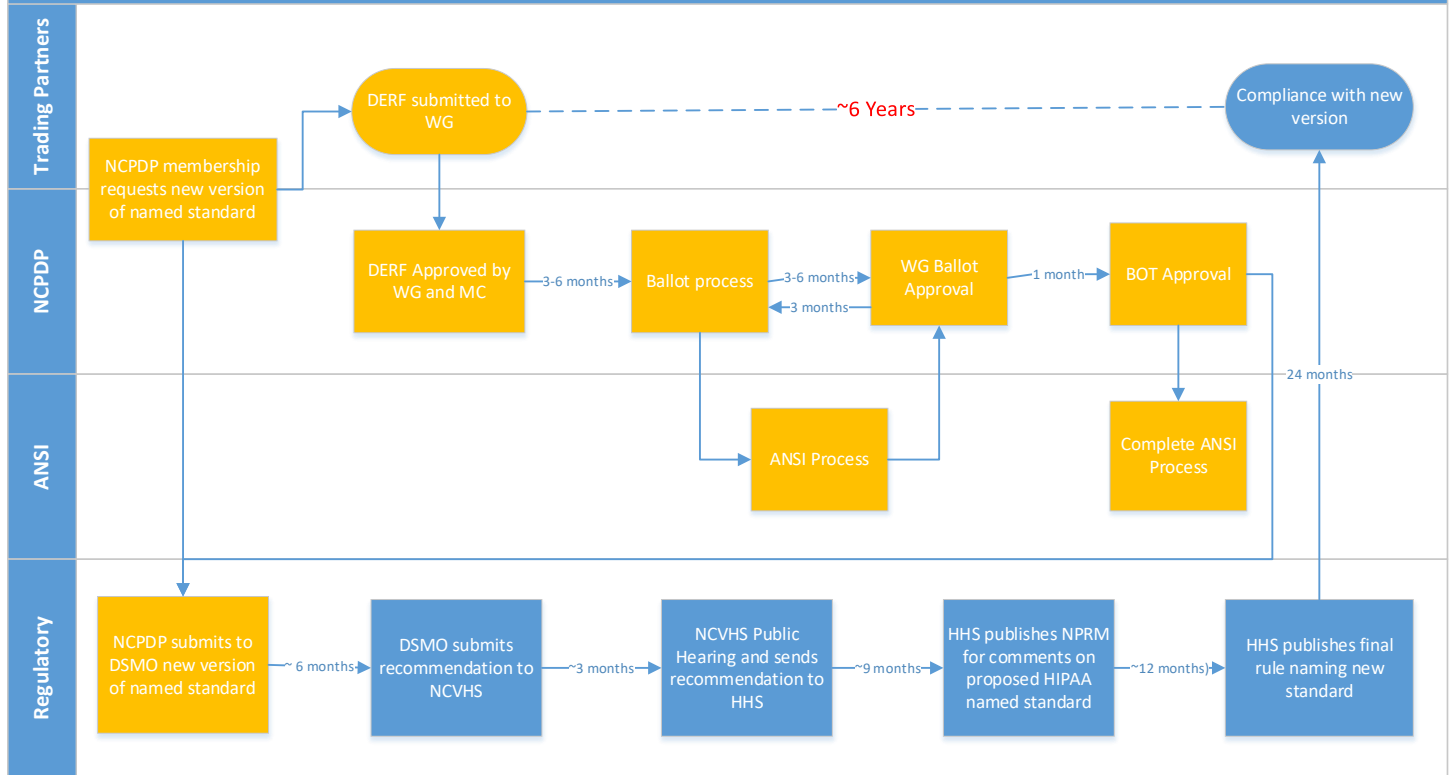 Trading Partners
DERF submitted to
WG
~6 Years
Compliance with new
version
NCPDP membership
requests new version
of named standard
NCPDP
DERF Approved by
WG and MC
3-6 months
Ballot process
3-6 months
3 months
WG Ballot
Approval
1 month
BOT Approval
24 months
ANSI
ANSI Process
Complete ANSI
Process
Regulatory
NCPDP submits to
DSMO new version
of named standard
~ 6 months
DSMO submits
recommendation to
NCVHS
~3 months
NCVHS Public
Hearing and sends
recommendation to
HHS
~9 months
HHS publishes NPRM
for comments on
proposed HIPAA
named standard
~12 months)
HHS publishes final
rule naming new
standard